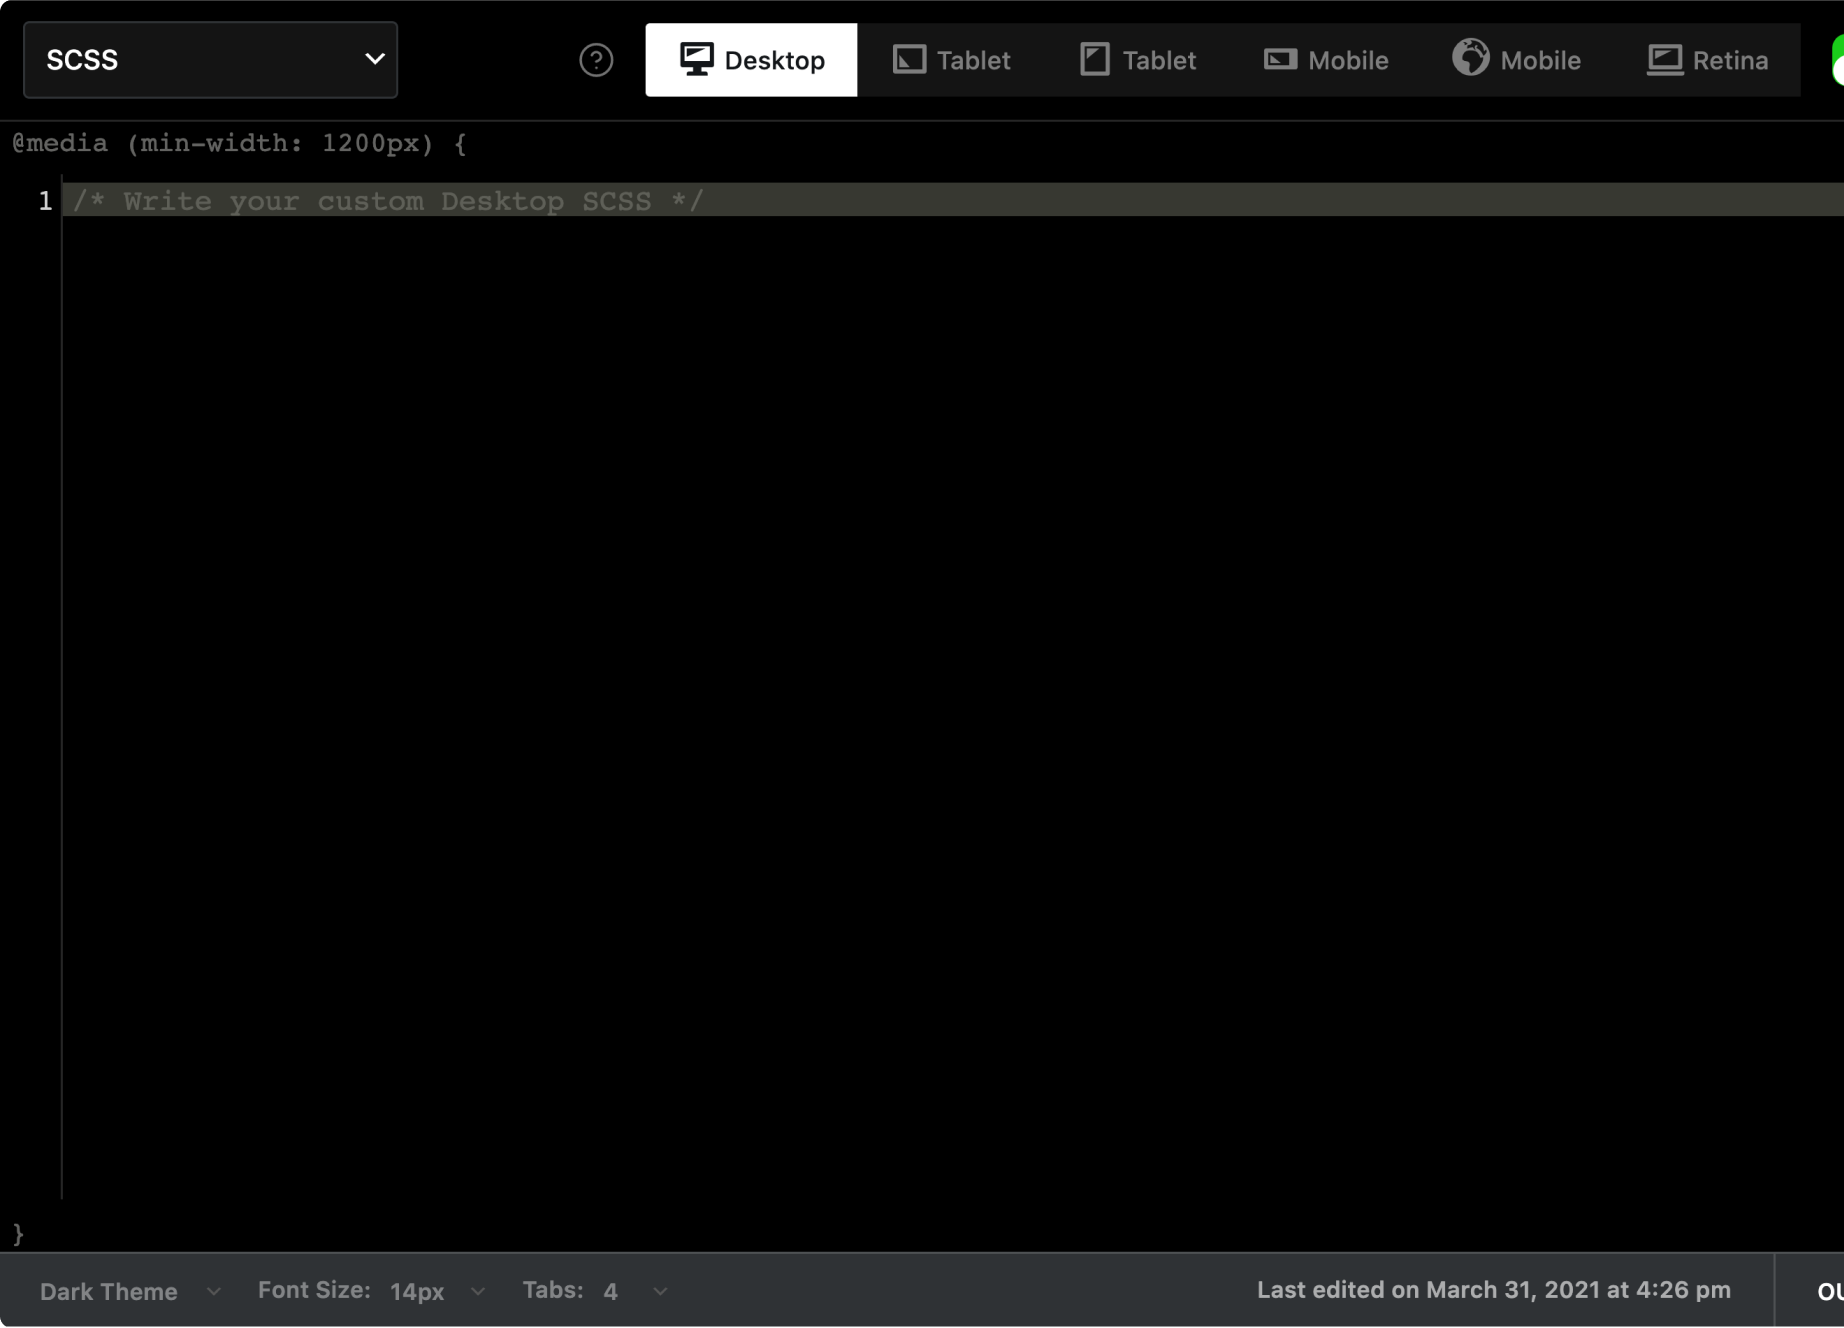 SCSS ? Desktop Tablet Tablet Mobile Mobile Retina
@media (min-width: 1200px) {
1 /* Write your custom Desktop SCSS */
}
Dark Theme Font Size: 14px Tabs: 4 Last edited on March 31, 2021 at 4:26 pm